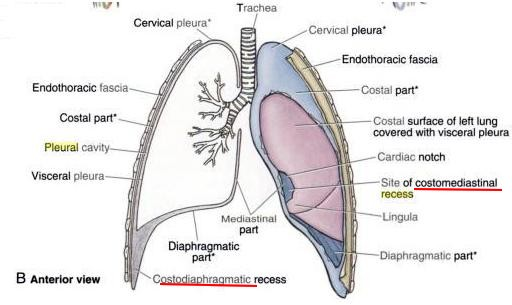 Trachea
Cervical pleura*
Cervical pleura*
Endothoracic fascia
Endothoracic fascia
Costal part*
Costal part*
Costal surface of left lung
covered with visceral pleura
Pleural cavity
Cardiac notch
Visceral pleura
Site of costomediastinal
recess
Mediastinal
part
Lingula
Diaphragmatic
part*
Diaphragmatic part*
B Anterior view
Costodiaphragmatic recess